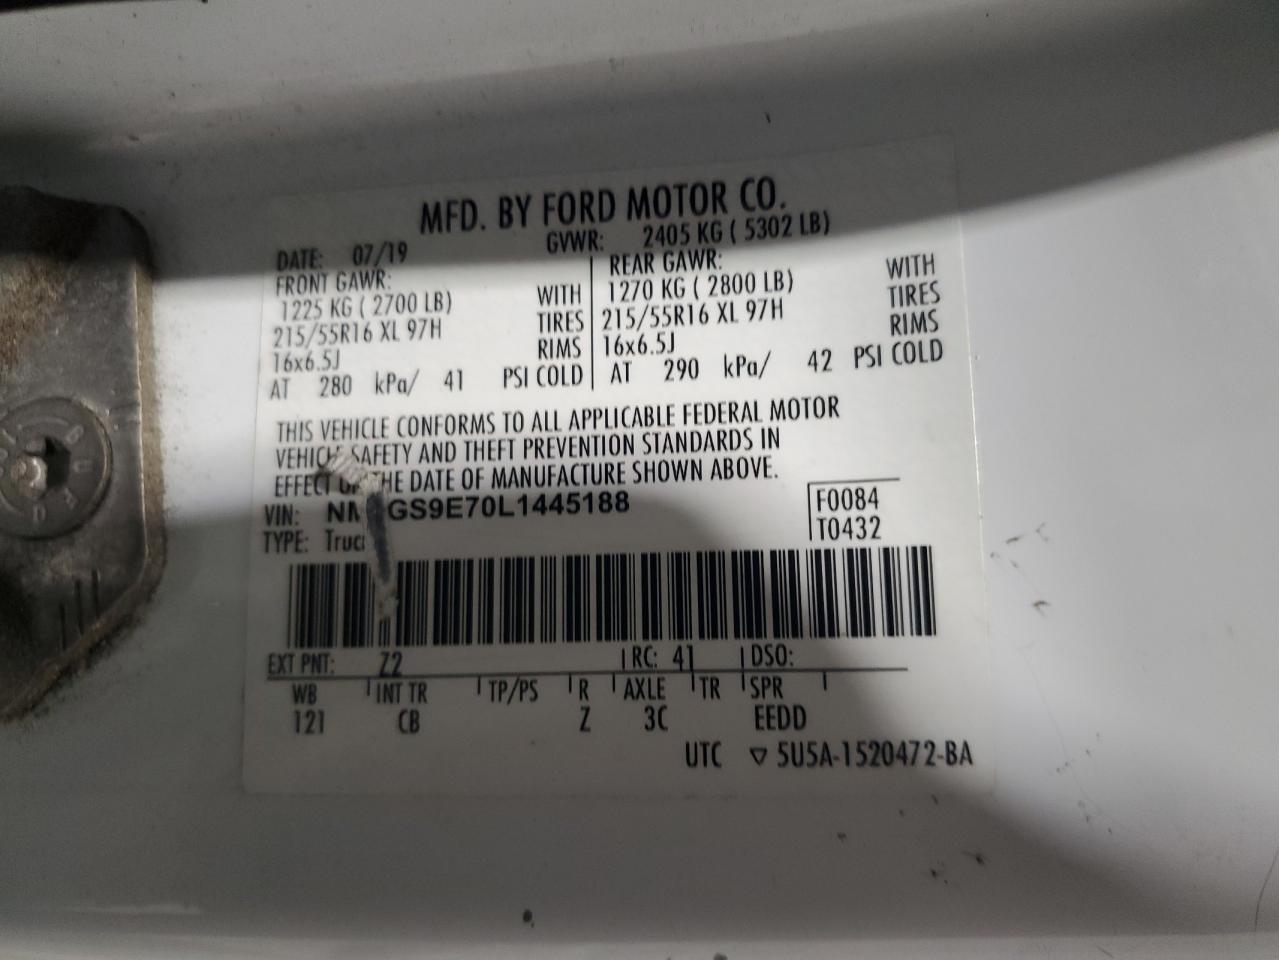 MFD. BY FORD MOTOR CO.
DATE: 07/19 GVWR: 2405 KG ( 5302 LB)
FRONT GAWR: REAR GAWR:
1225 KG ( 2700 LB) WITH 1270 KG ( 2800 LB) WITH
215/55R16 XL 97H TIRES 215/55R16 XL 97H TIRES
16x6.5J RIMS 16x6.5J RIMS
AT 280 kPa/ 41 PSI COLD AT 290 kPa/ 42 PSI COLD
THIS VEHICLE CONFORMS TO ALL APPLICABLE FEDERAL MOTOR
VEHICLE SAFETY AND THEFT PREVENTION STANDARDS IN
EFFECT THE DATE OF MANUFACTURE SHOWN ABOVE.
VIN: GS9E70L1445188 F0084
TYPE: T0432
EXT PNT: Z2 RC: 41 DSO:
WB INT TR TP/PS R AXLE TR SPR
121 CB Z 3C EEDD
UTC ▽ 5U5A-1520472-BA